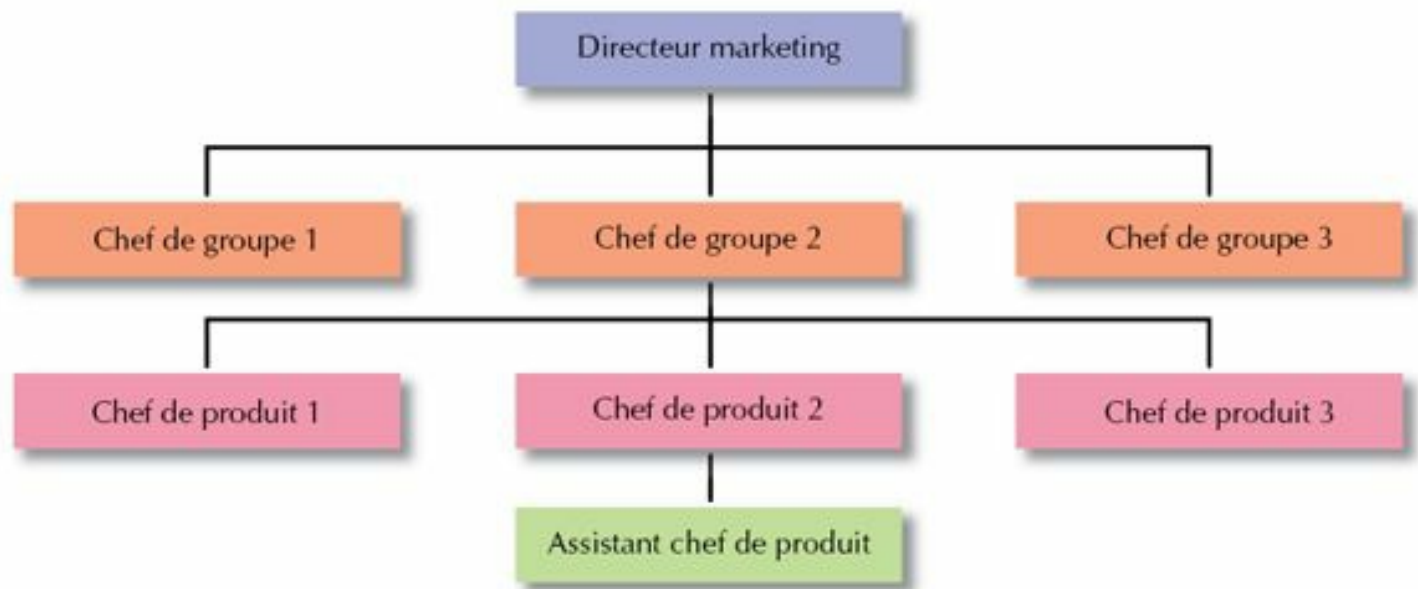 Directeur marketing
Chef de groupe 1
Chef de groupe 2
Chef de groupe 3
Chef de produit 1
Chef de produit 2
Chef de produit 3
Assistant chef de produit